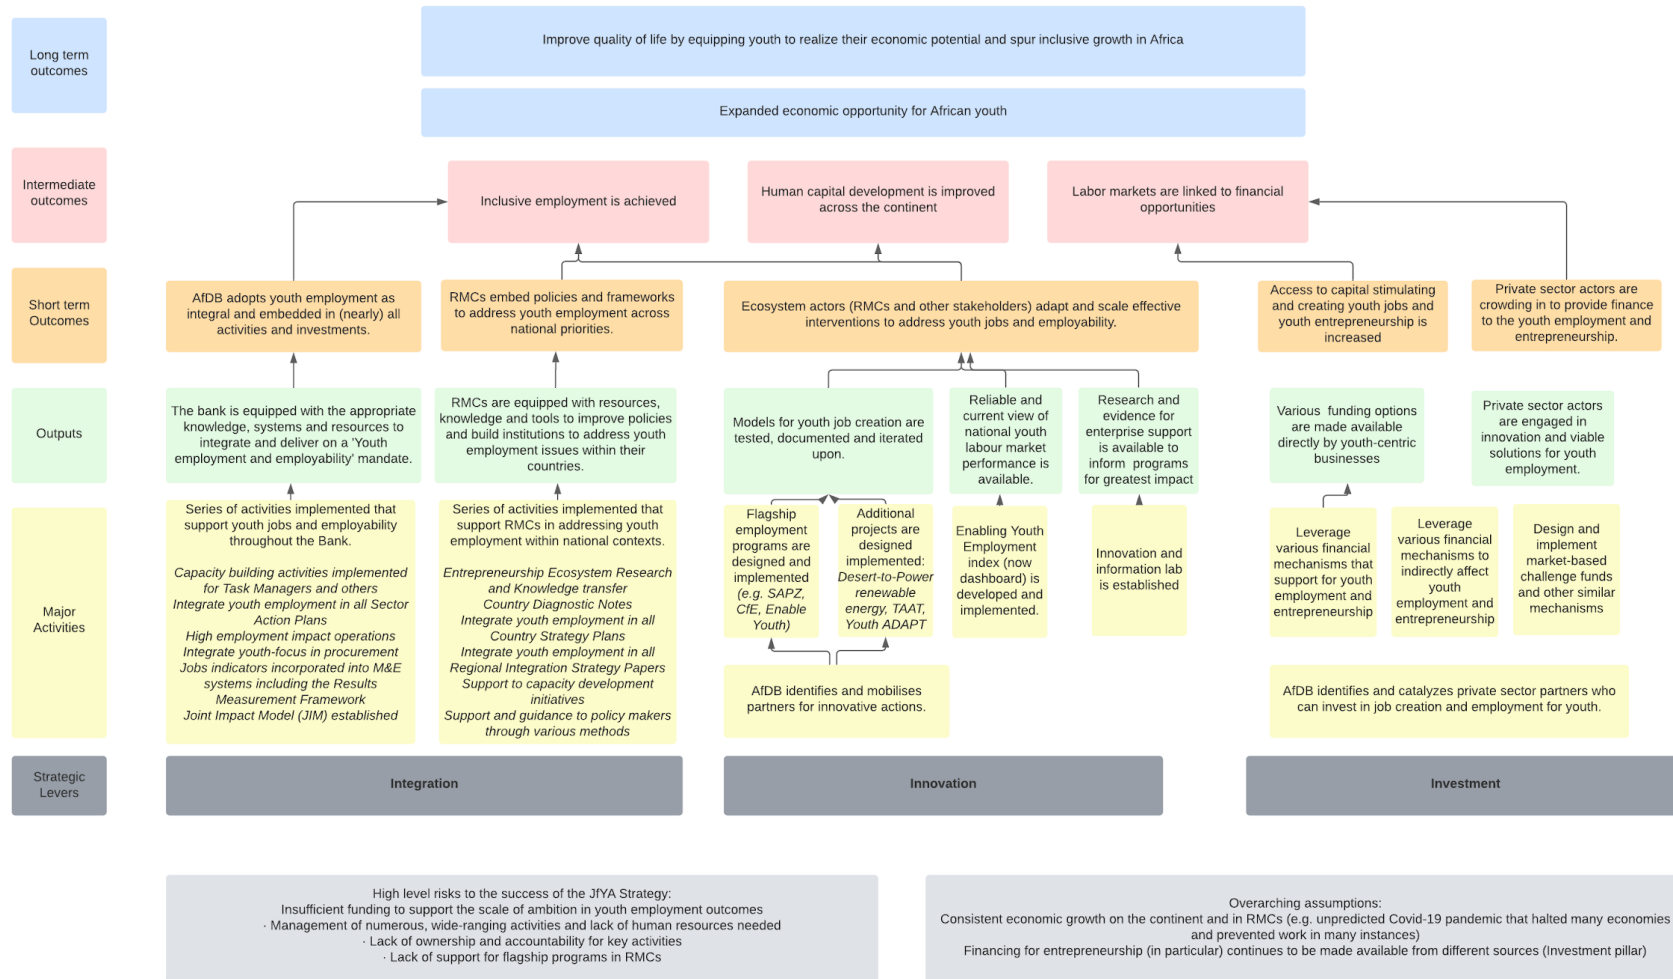 Long term
outcomes
Improve quality of life by equipping youth to realize their economic potential and spur inclusive growth in Africa
Expanded economic opportunity for African youth
Intermediate
outcomes
Inclusive employment is achieved
Human capital development is improved
across the continent
Labor markets are linked to financial
opportunities
Short term
Outcomes
AfDB adopts youth employment as
integral and embedded in (nearly) all
activities and investments.
RMCs embed policies and frameworks
to address youth employment across
national priorities.
Ecosystem actors (RMCs and other stakeholders) adapt and scale effective
interventions to address youth jobs and employability.
Access to capital stimulating
and creating youth jobs and
youth entrepreneurship is
increased
Private sector actors are
crowding in to provide finance
to the youth employment and
entrepreneurship.
Outputs
The bank is equipped with the appropriate
knowledge, systems and resources to
integrate and deliver on a 'Youth
employment and employability' mandate.
RMCs are equipped with resources,
knowledge and tools to improve policies
and build institutions to address youth
employment issues within their
countries.
Models for youth job creation are
tested, documented and iterated
upon.
Reliable and
current view of
national youth
labour market
performance is
available.
Research and
evidence for
enterprise support
is available to
inform programs
for greatest impact
Various funding options
are made available
directly by youth-centric
businesses
Private sector actors
are engaged in
innovation and viable
solutions for youth
employment.
Major
Activities
Series of activities implemented that
support youth jobs and employability
throughout the Bank.
Capacity building activities implemented
for Task Managers and others
Integrate youth employment in all Sector
Action Plans
High employment impact operations
Integrate youth-focus in procurement
Jobs indicators incorporated into M&E
systems including the Results
Measurement Framework
Joint Impact Model (JIM) established
Series of activities implemented that
support RMCs in addressing youth
employment within national contexts.
Entrepreneurship Ecosystem Research
and Knowledge transfer
Country Diagnostic Notes
Integrate youth employment in all
Country Strategy Plans
Integrate youth employment in all
Regional Integration Strategy Papers
Support to capacity development
initiatives
Support and guidance to policy makers
through various methods
Flagship
employment
programs are
designed and
implemented
(e.g. SAPZ,
CfE, Enable
Youth)
Additional
projects are
designed
implemented:
Desert-to-Power
renewable
energy, TAAT,
Youth ADAPT
Enabling Youth
Employment
index (now
dashboard) is
developed and
implemented.
Innovation and
information lab
is established
Leverage
various financial
mechanisms that
support for youth
employment and
entrepreneurship
Leverage
various financial
mechanisms to
indirectly affect
youth
employment and
entrepreneurship
Design and
implement
market-based
challenge funds
and other similar
mechanisms
AfDB identifies and mobilises
partners for innovative actions.
AfDB identifies and catalyzes private sector partners who
can invest in job creation and employment for youth.
Strategic
Levers
Integration
Innovation
Investment
High level risks to the success of the JfYA Strategy:
Insufficient funding to support the scale of ambition in youth employment outcomes
· Management of numerous, wide-ranging activities and lack of human resources needed
· Lack of ownership and accountability for key activities
· Lack of support for flagship programs in RMCs
Overarching assumptions:
Consistent economic growth on the continent and in RMCs (e.g. unpredicted Covid-19 pandemic that halted many economies
and prevented work in many instances)
Financing for entrepreneurship (in particular) continues to be made available from different sources (Investment pillar)